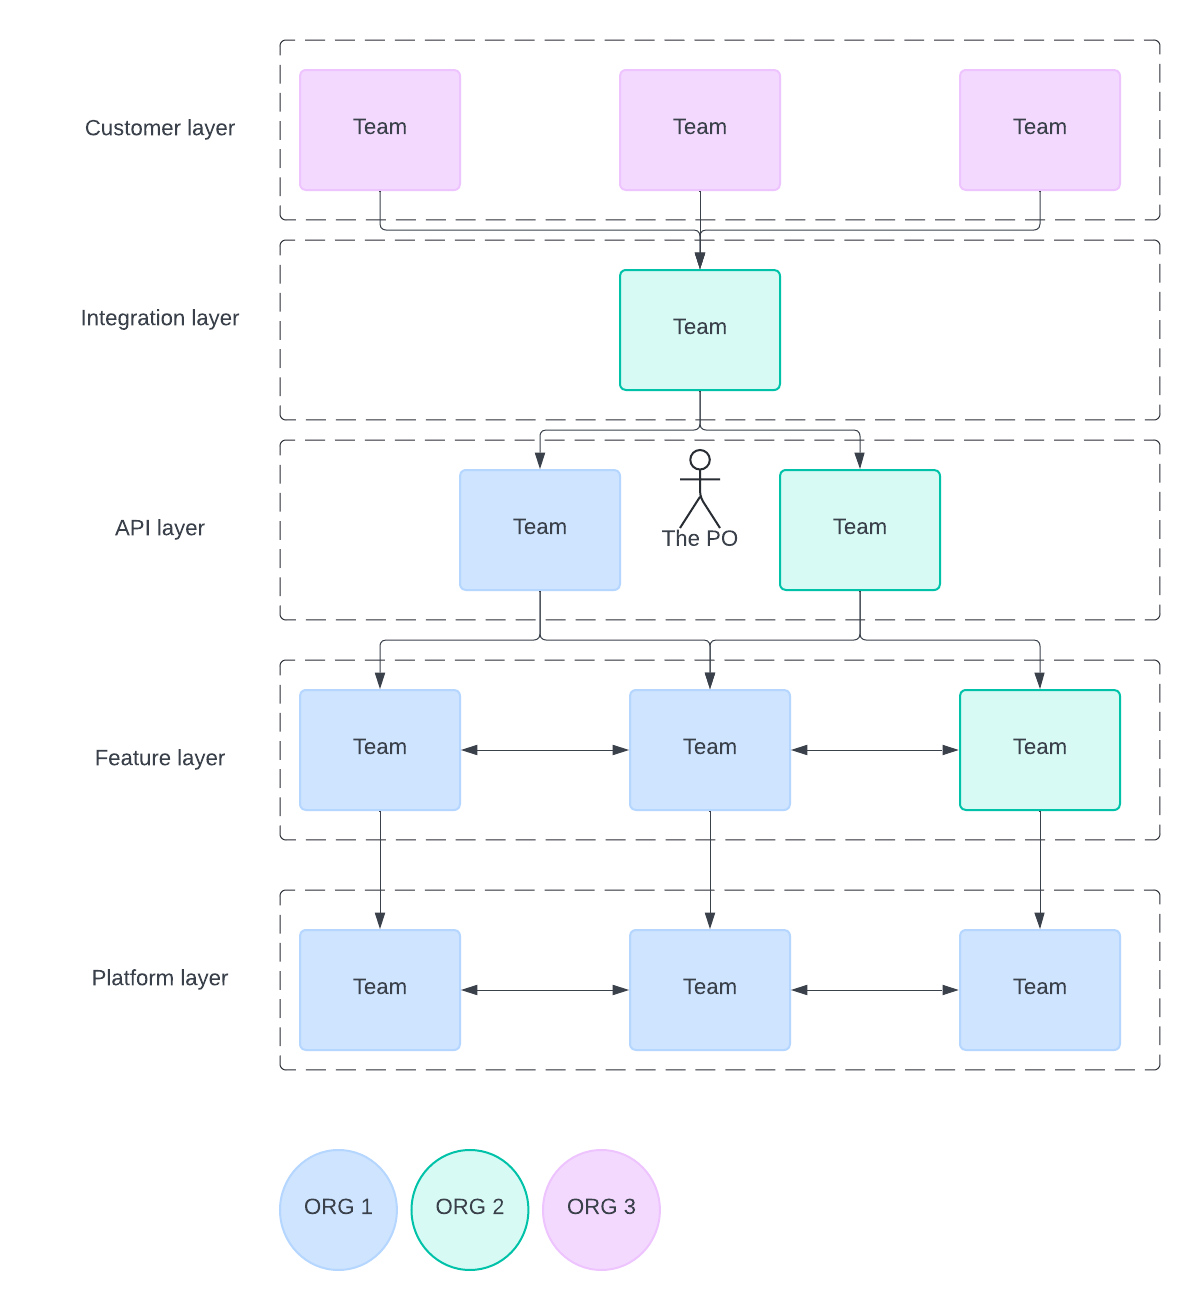 Customer layer
Team
Team
Team
Integration layer
Team
API layer
Team
The PO
Team
Feature layer
Team
Team
Team
Platform layer
Team
Team
Team
ORG 1
ORG 2
ORG 3